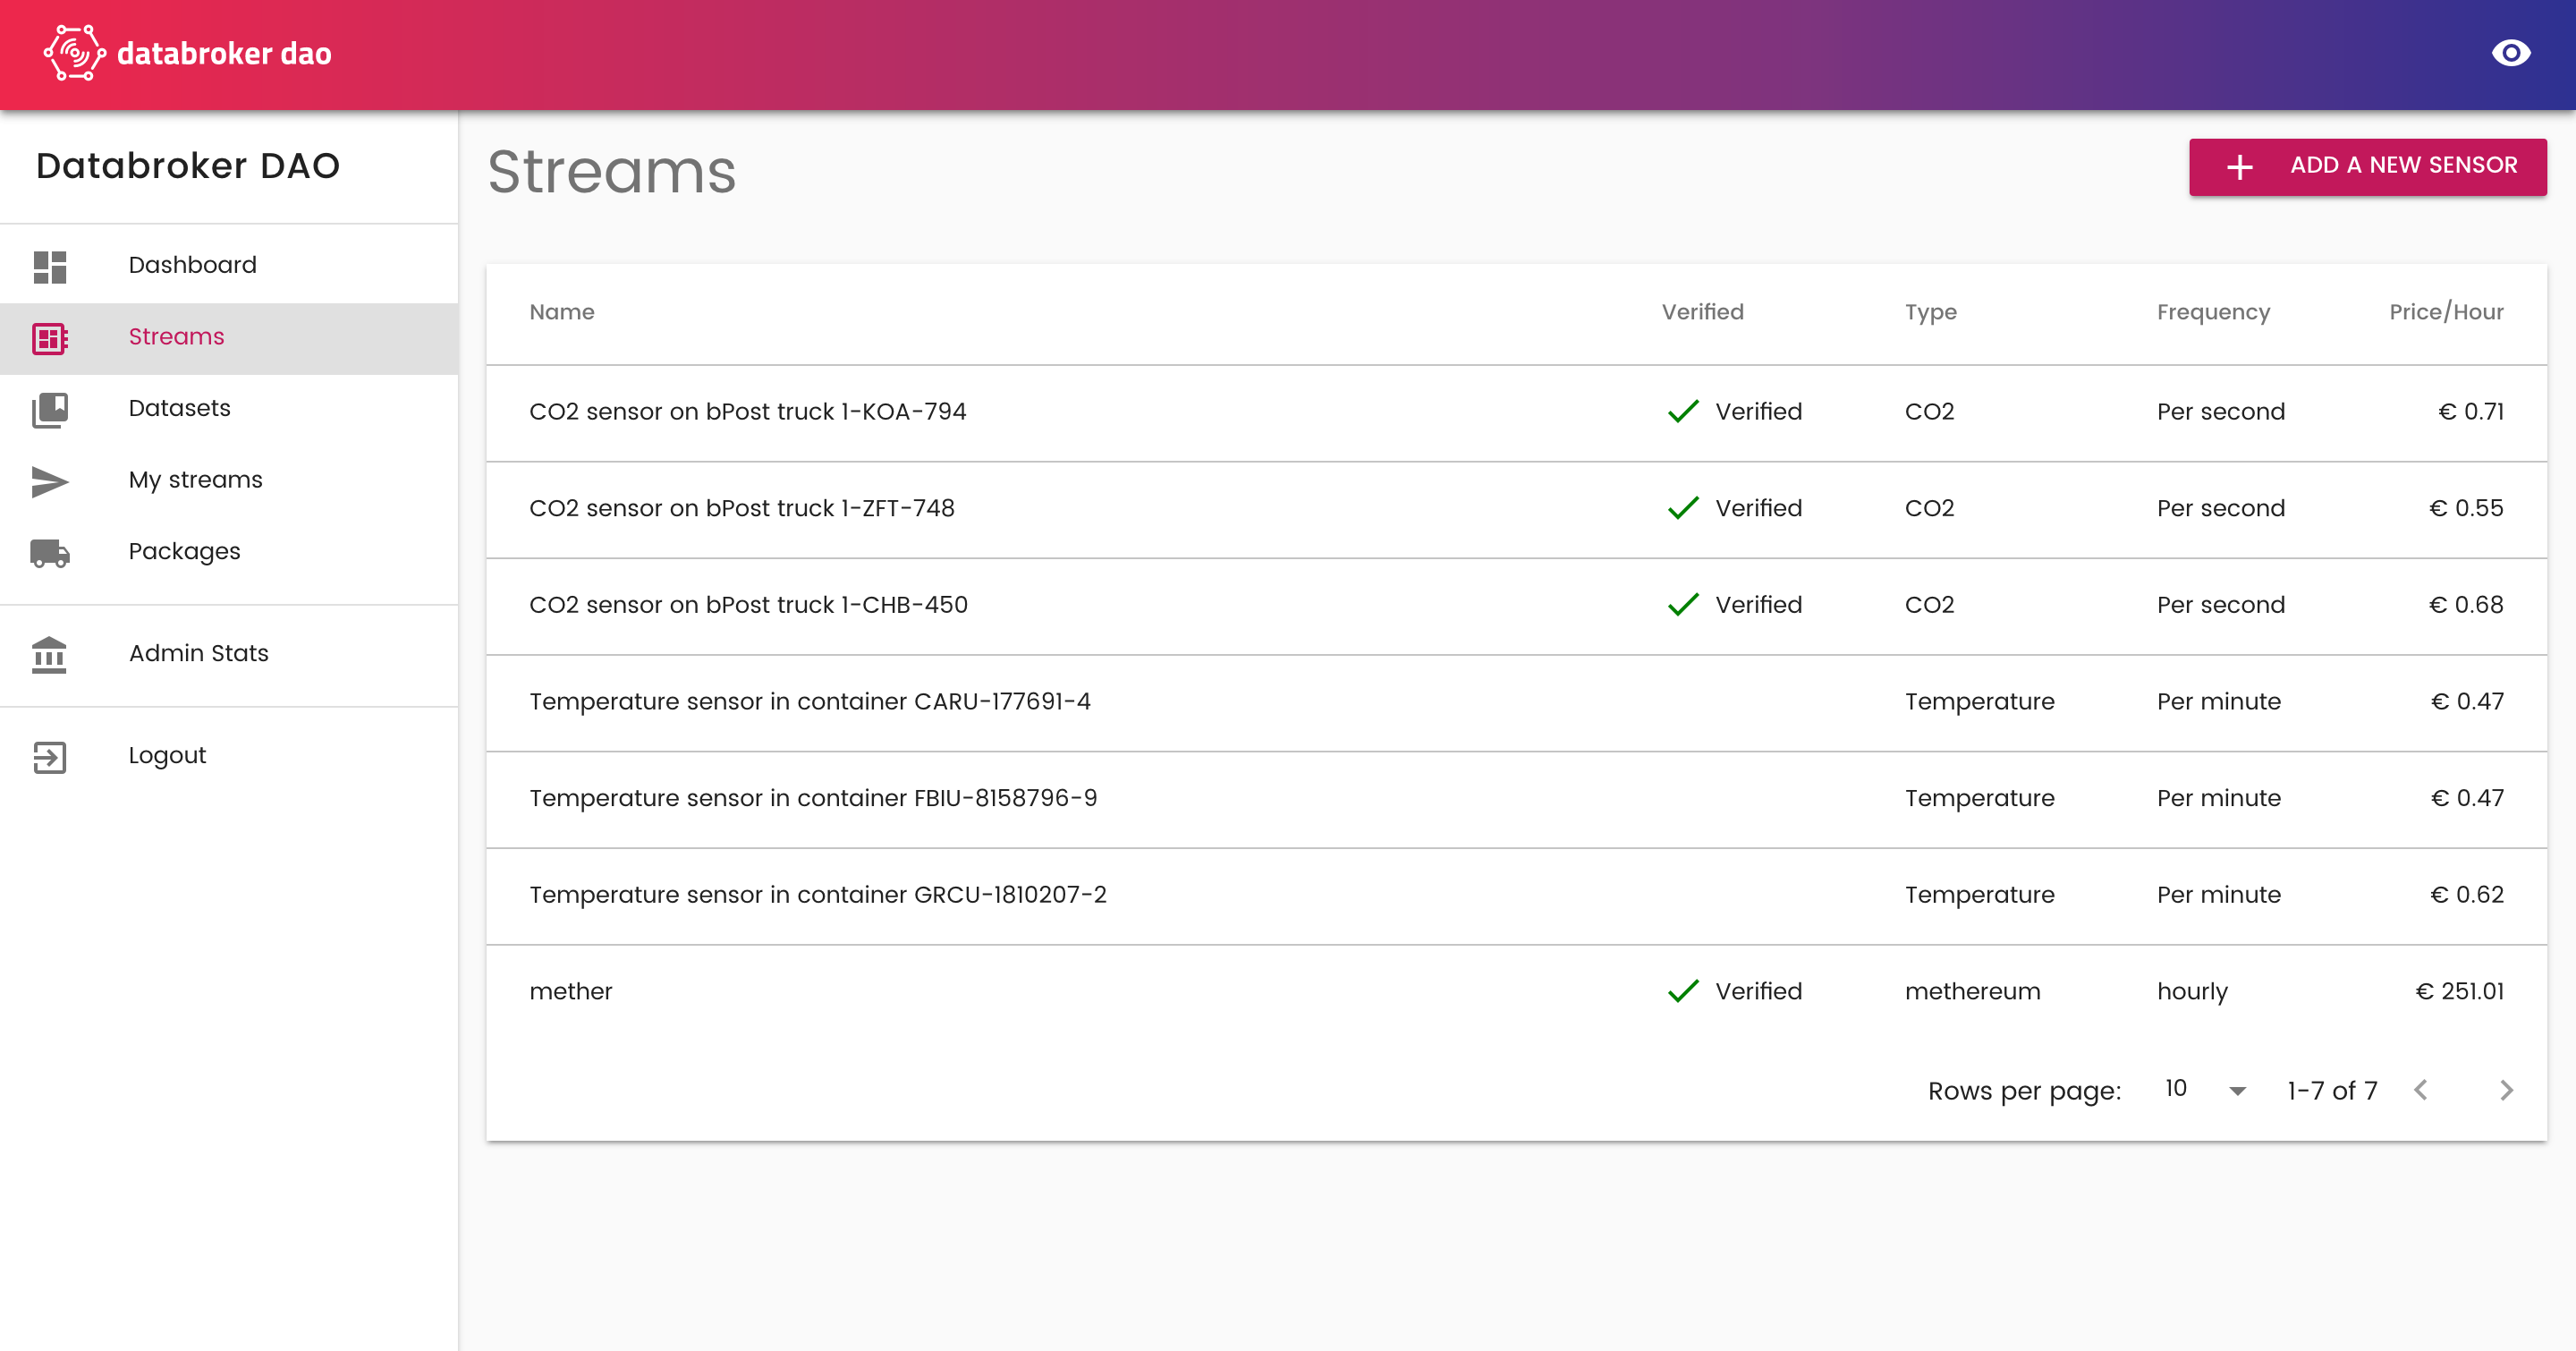 databroker dao
Databroker DAO
Dashboard
Streams
Datasets
My streams
Packages
Admin Stats
Logout
Streams
ADD A NEW SENSOR
Name Verified Type Frequency Price/Hour
CO2 sensor on bPost truck 1-KOA-794 Verified CO2 Per second € 0.71
CO2 sensor on bPost truck 1-ZFT-748 Verified CO2 Per second € 0.55
CO2 sensor on bPost truck 1-CHB-450 Verified CO2 Per second € 0.68
Temperature sensor in container CARU-177691-4 Temperature Per minute € 0.47
Temperature sensor in container FBIU-8158796-9 Temperature Per minute € 0.47
Temperature sensor in container GRCU-1810207-2 Temperature Per minute € 0.62
mether Verified methereum hourly € 251.01
Rows per page: 10 1-7 of 7